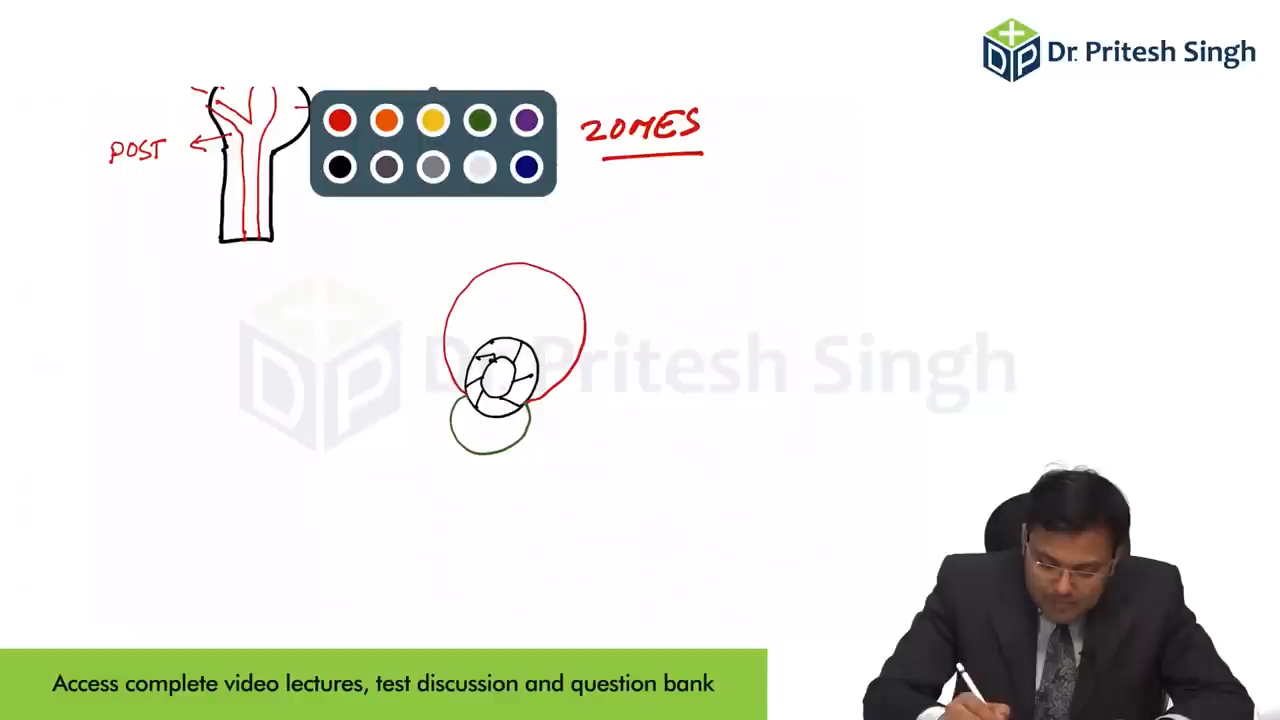 Dr. Pritesh Singh
ZONES
POST
Dr. Pritesh Singh
Access complete video lectures, test discussion and question bank